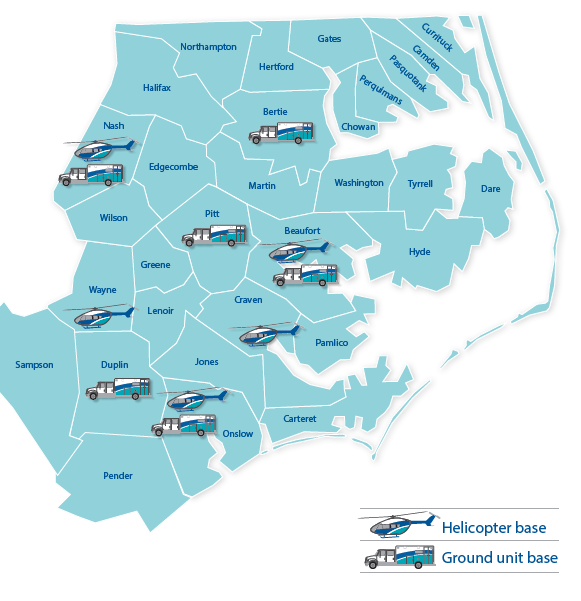 Currituck
Gates
Northampton
Camden
Hertford
Pasquotank
Halifax
Perquimans
Bertie
Nash
Chowan
Edgecombe
Martin
Washington
Tyrrell
Dare
Wilson
Pitt
Beaufort
Hyde
Greene
Wayne
Craven
Lenoir
Pamlico
Sampson
Duplin
Jones
Carteret
Onslow
Pender
Helicopter base
Ground unit base